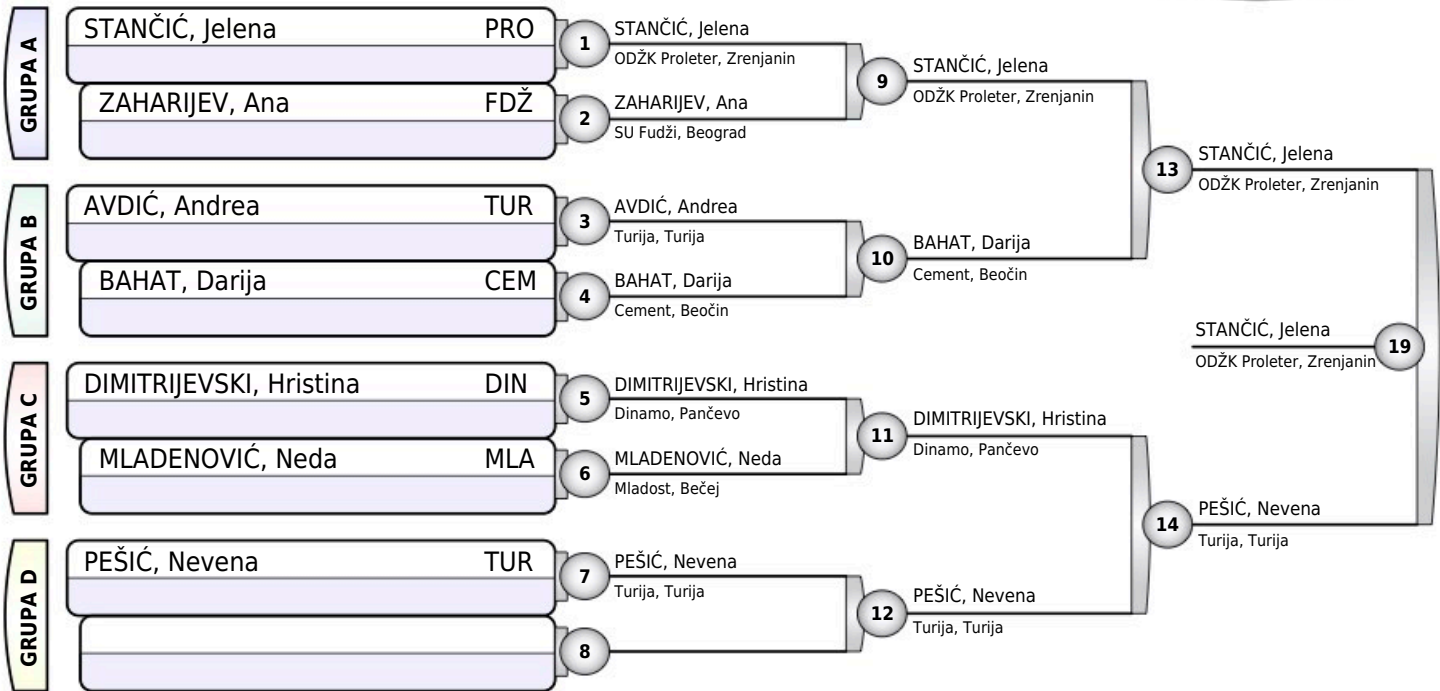 GRUPA A
STANČIĆ, Jelena PRO
ZAHARIJEV, Ana FDŽ
GRUPA B
AVDIĆ, Andrea TUR
BAHAT, Darija CEM
GRUPA C
DIMITRIJEVSKI, Hristina DIN
MLADENOVIĆ, Neda MLA
GRUPA D
PEŠIĆ, Nevena TUR
1
STANČIĆ, Jelena
ODŽK Proleter, Zrenjanin
2
ZAHARIJEV, Ana
SU Fudži, Beograd
3
AVDIĆ, Andrea
Turija, Turija
4
BAHAT, Darija
Cement, Beočin
5
DIMITRIJEVSKI, Hristina
Dinamo, Pančevo
6
MLADENOVIĆ, Neda
Mladost, Bečej
7
PEŠIĆ, Nevena
Turija, Turija
8
9
STANČIĆ, Jelena
ODŽK Proleter, Zrenjanin
10
BAHAT, Darija
Cement, Beočin
11
DIMITRIJEVSKI, Hristina
Dinamo, Pančevo
12
PEŠIĆ, Nevena
Turija, Turija
13
STANČIĆ, Jelena
ODŽK Proleter, Zrenjanin
14
PEŠIĆ, Nevena
Turija, Turija
STANČIĆ, Jelena
ODŽK Proleter, Zrenjanin
19